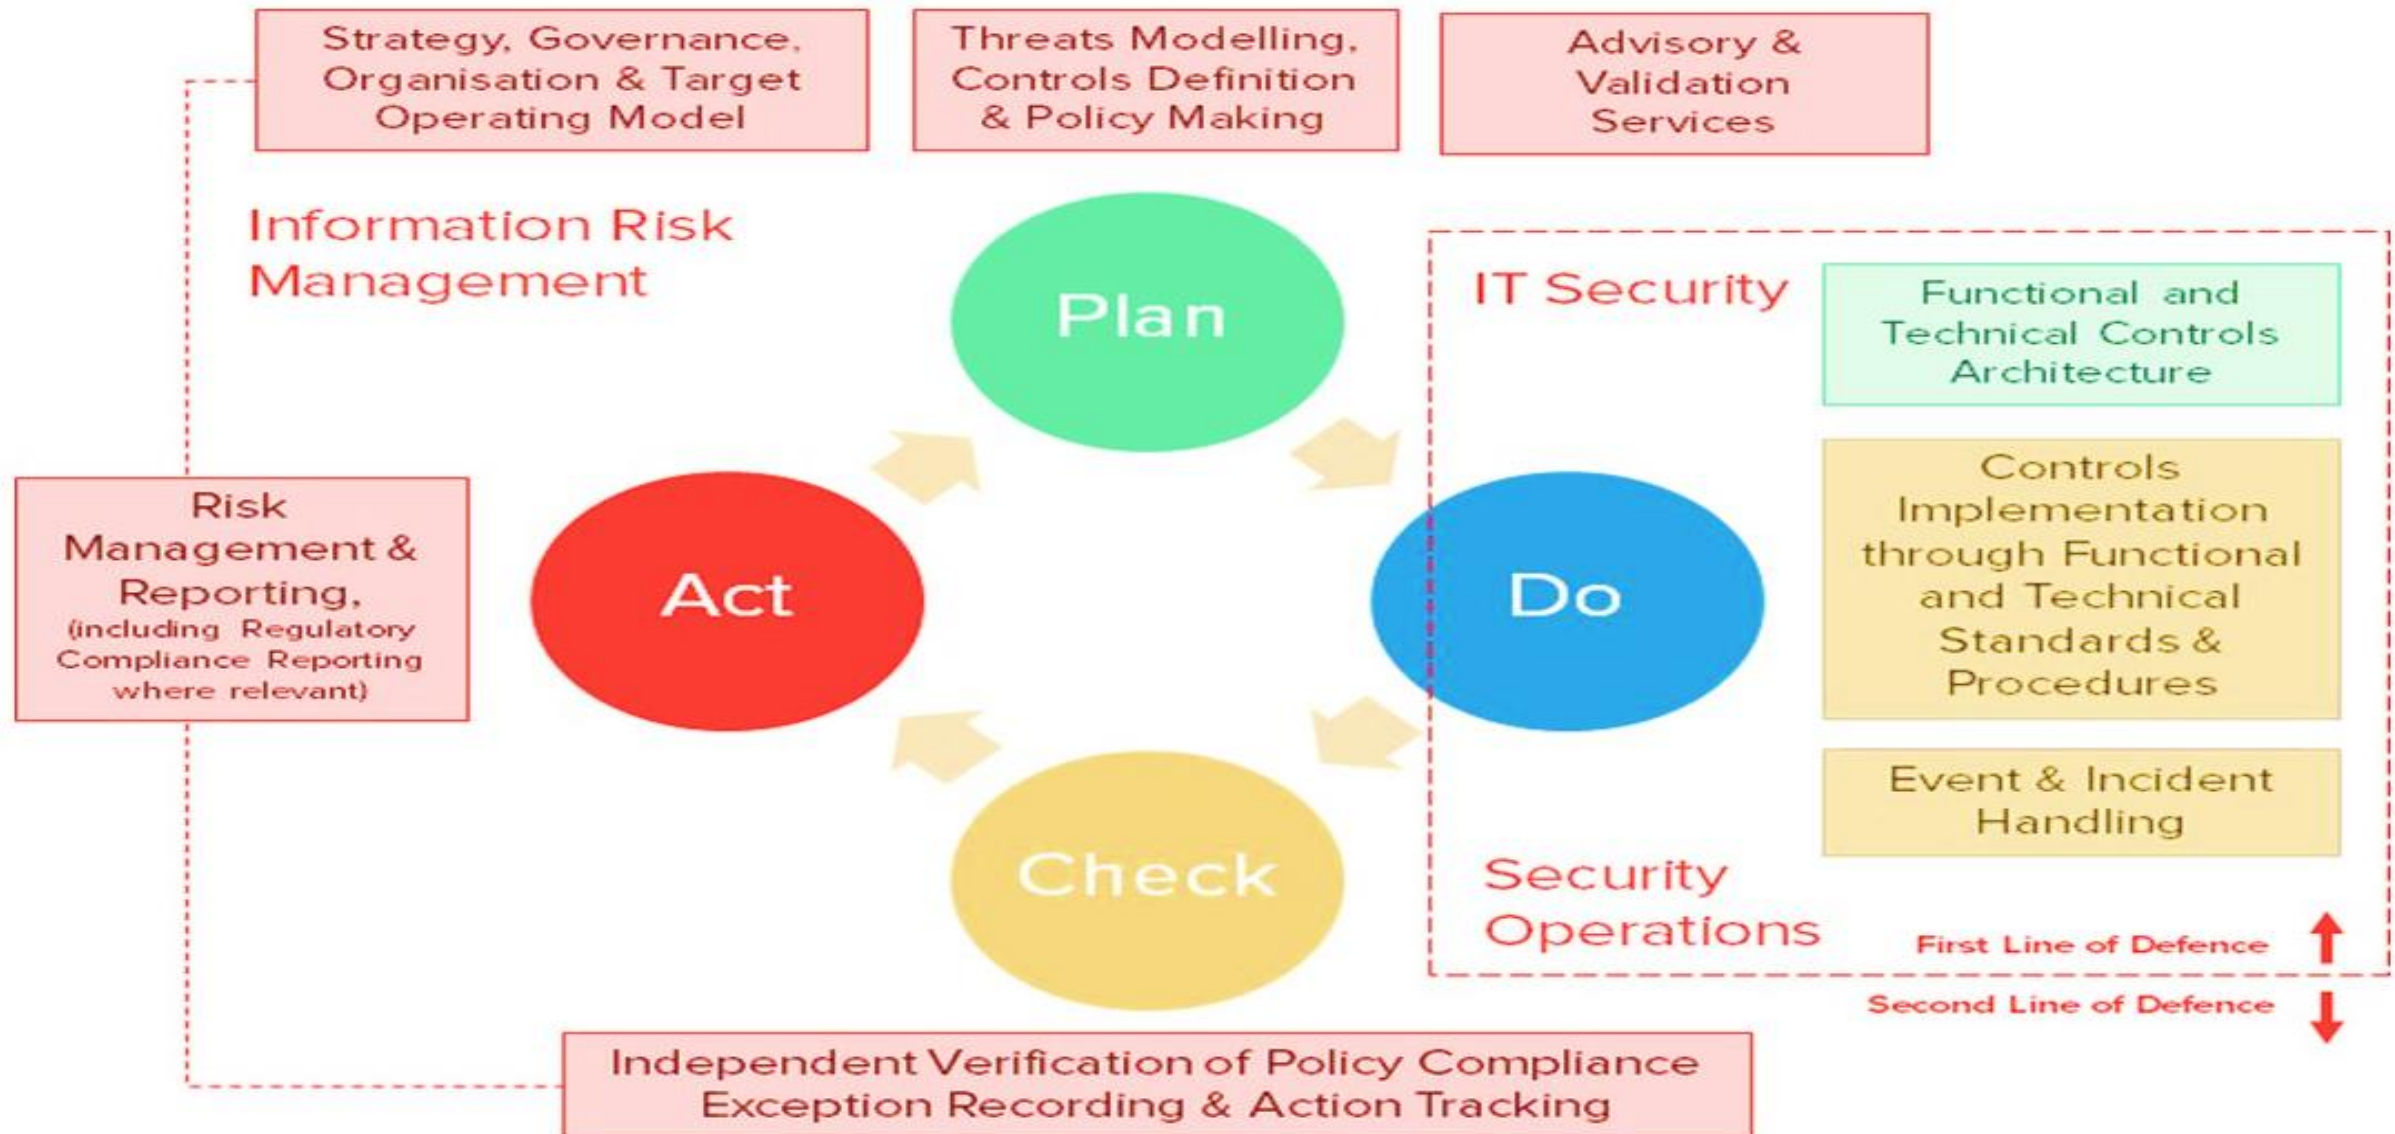 Strategy, Governance,
Organisation & Target
Operating Model
Threats Modelling,
Controls Definition
& Policy Making
Advisory &
Validation
Services
Information Risk
Management
Plan
IT Security
Functional and
Technical Controls
Architecture
Risk
Management &
Reporting,
(including Regulatory
Compliance Reporting
where relevant)
Act
Do
Controls
Implementation
through Functional
and Technical
Standards &
Procedures
Event & Incident
Handling
Check
Security
Operations
First Line of Defence
Second Line of Defence
Independent Verification of Policy Compliance
Exception Recording & Action Tracking